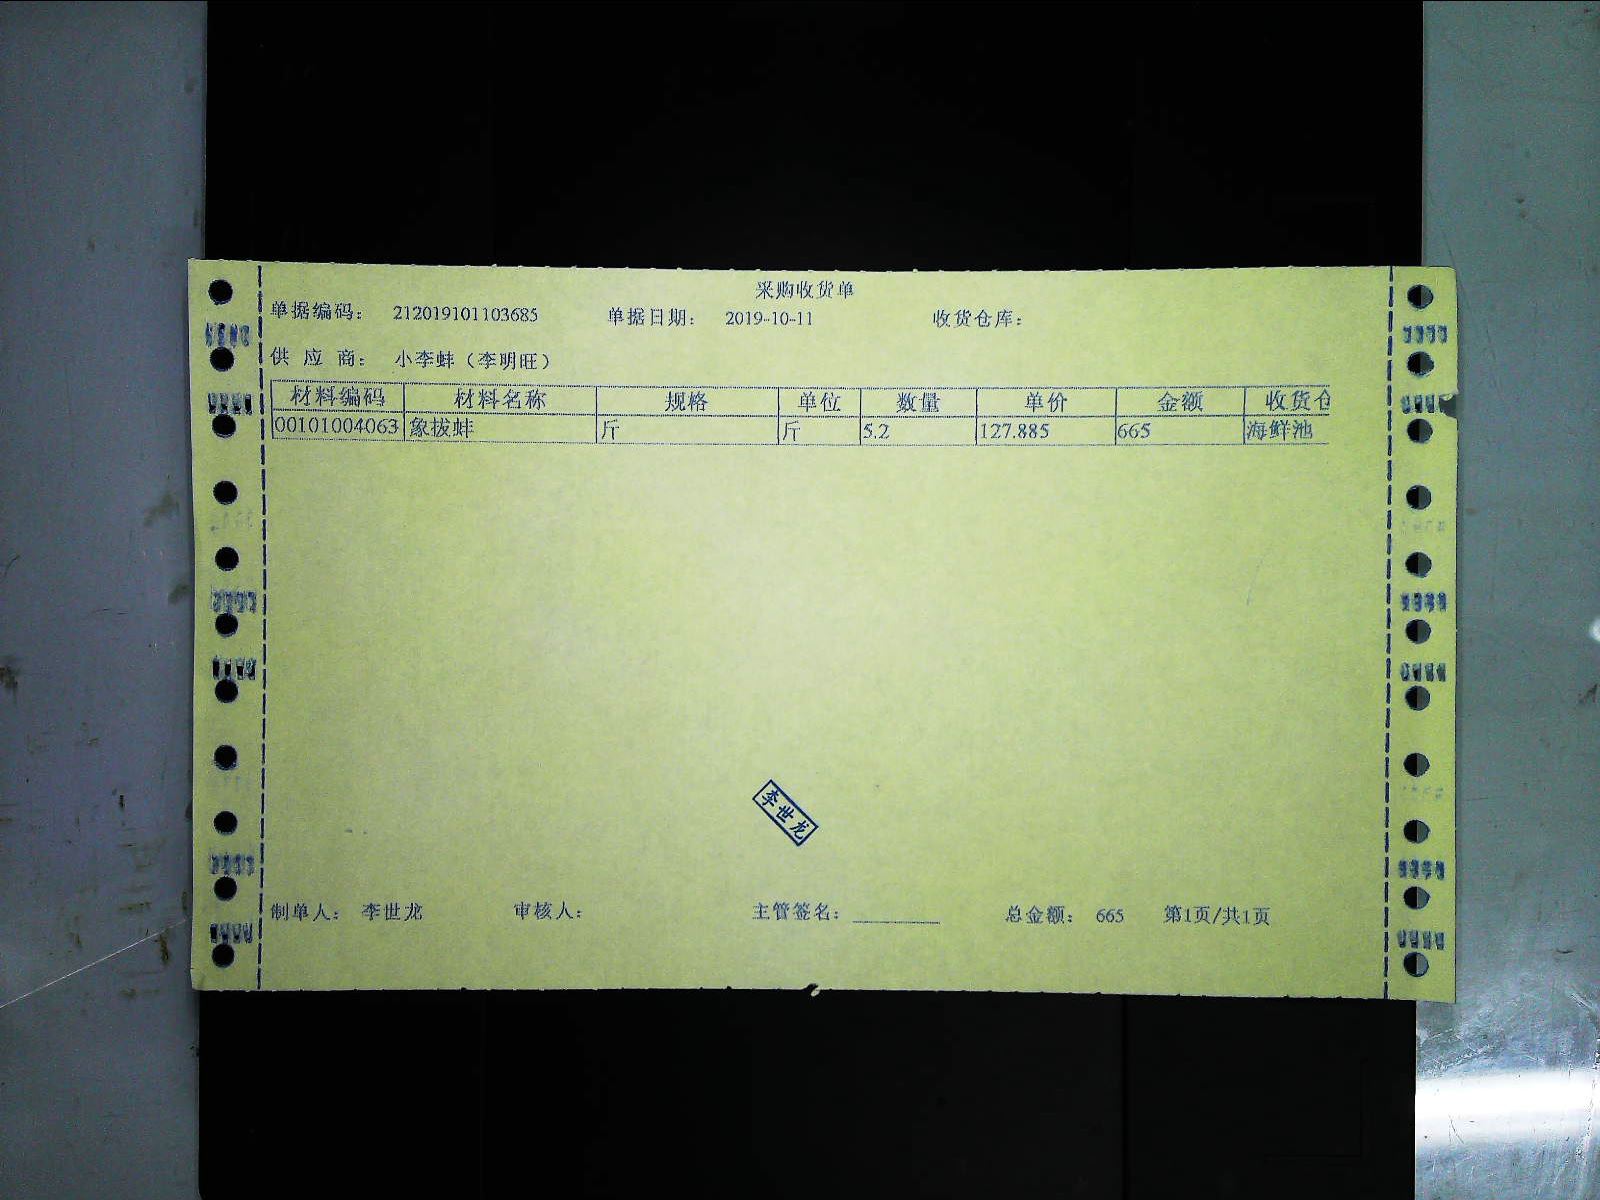 采购收货单
单据编码： 212019101103685 单据日期： 2019-10-11 收货仓库：
供 应 商： 小李蚌（李明旺）
材料编码 材料名称 规格 单位 数量 单价 金额 收货仓
00101004063 象拔蚌 斤 斤 5.2 127.885 665 海鲜池
李世龙
制单人： 李世龙 审核人： 主管签名： 总金额： 665 第1页/共1页